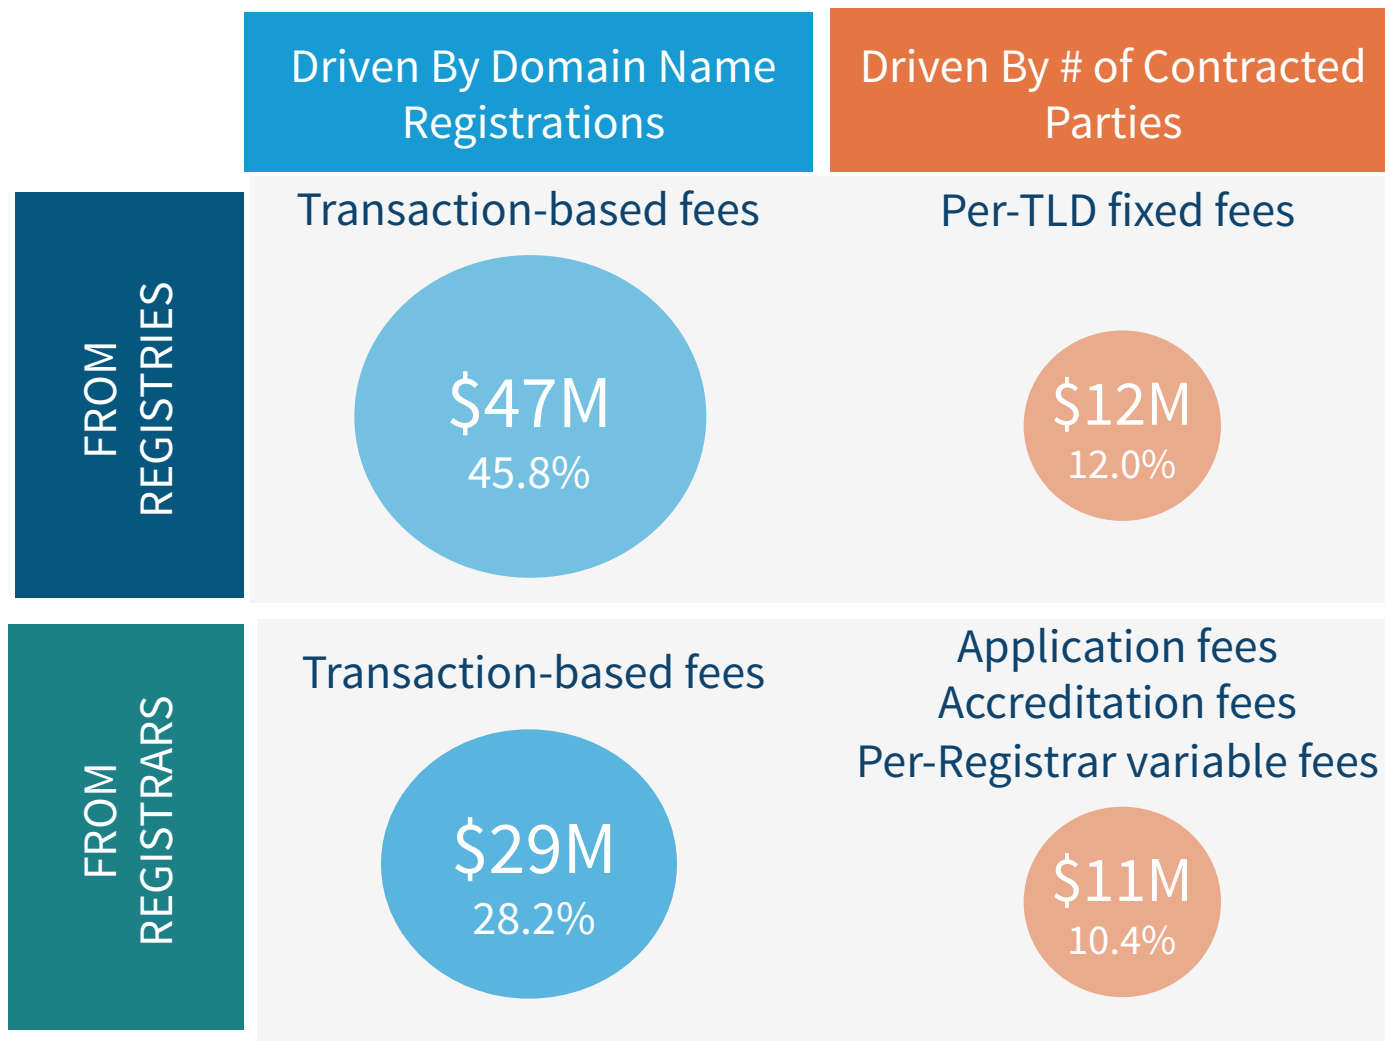 Driven By Domain Name
Registrations
Driven By # of Contracted
Parties
FROM
REGISTRIES
Transaction-based fees
$47M
45.8%
Per-TLD fixed fees
$12M
12.0%
FROM
REGISTRARS
Transaction-based fees
$29M
28.2%
Application fees
Accreditation fees
Per-Registrar variable fees
$11M
10.4%